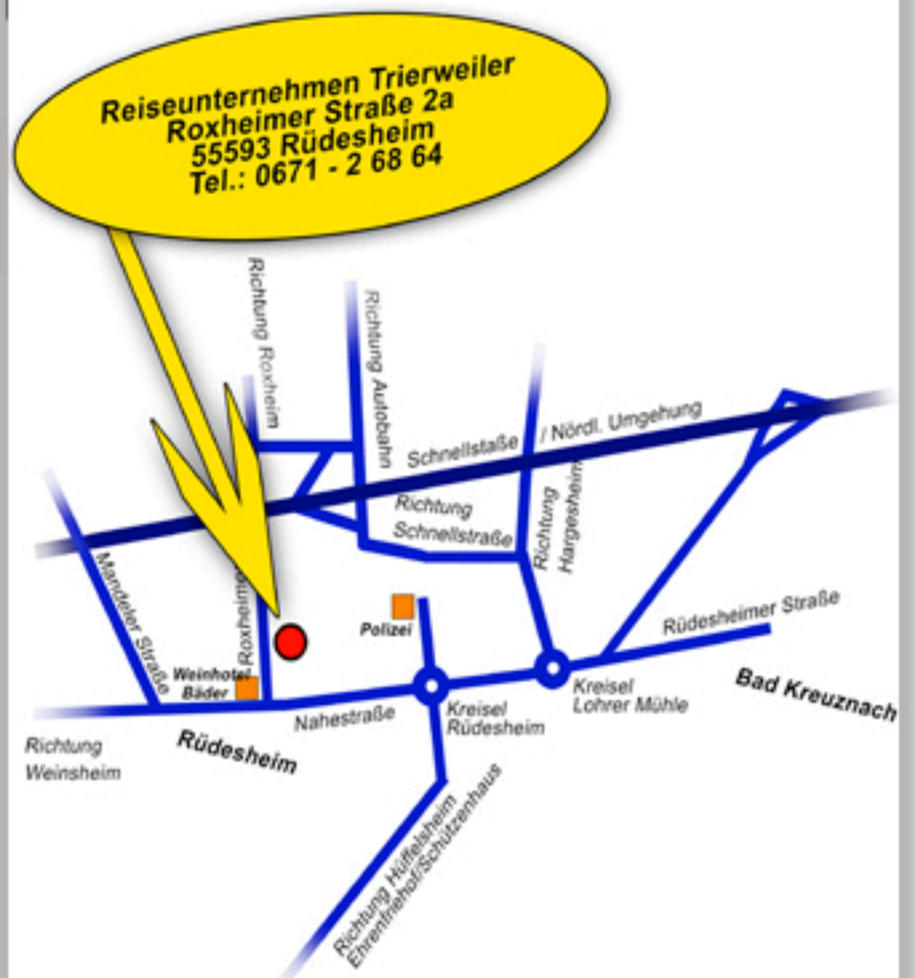 Reiseunternehmen Trierweiler
Roxheimer Straße 2a
55593 Rüdesheim
Tel.: 0671 - 2 68 64
Richtung Roxheim
Richtung Autobahn
Schnellstaße / Nördl. Umgehung
Richtung
Schnellstraße
Richtung
Hargesheim
Mandeler Straße
Roxheime
Polizei
Weinhotel
Bäder
Rüdesheimer Straße
Bad Kreuznach
Kreisel
Lohrer Mühle
Kreisel
Rüdesheim
Nahestraße
Rüdesheim
Richtung
Weinsheim
Richtung Hüffelsheim
Ehrenfriehof/Schützenhaus